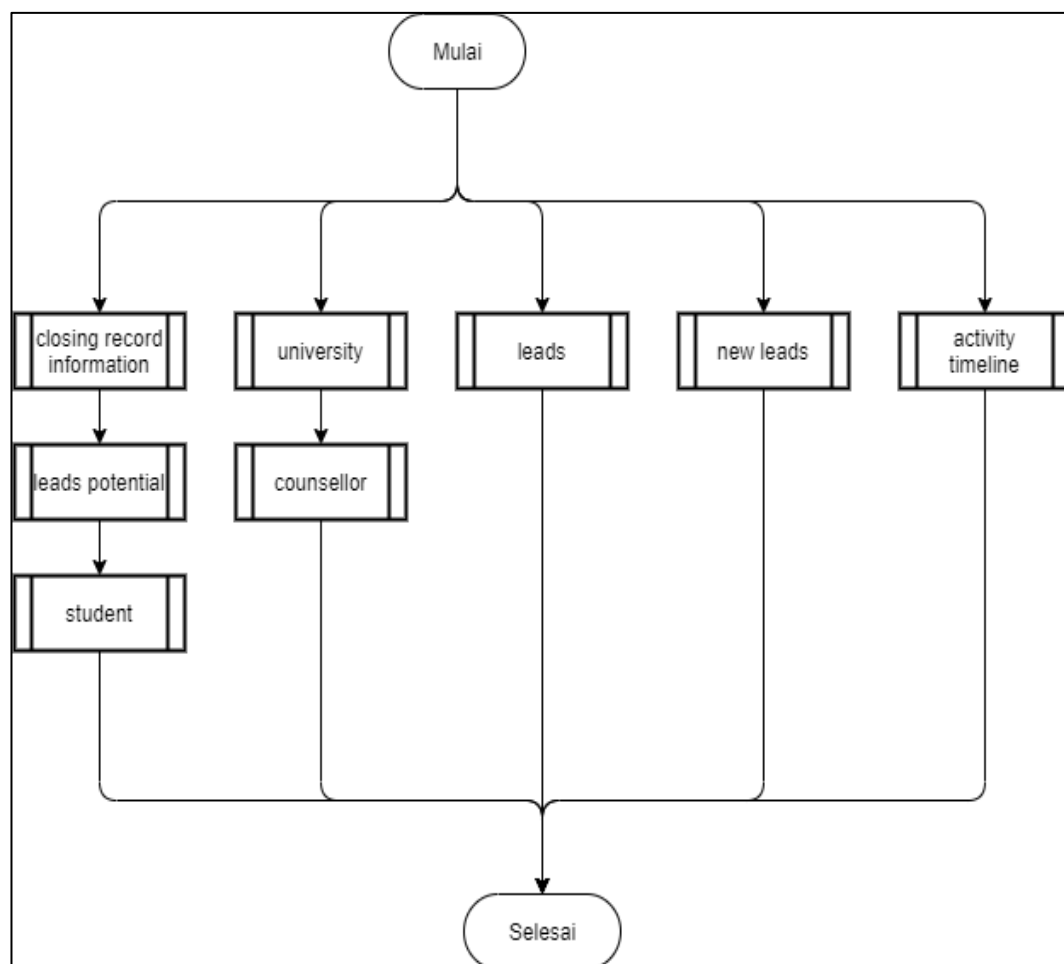 Mulai
closing record
information
university
leads
new leads
activity
timeline
leads potential
counsellor
student
Selesai